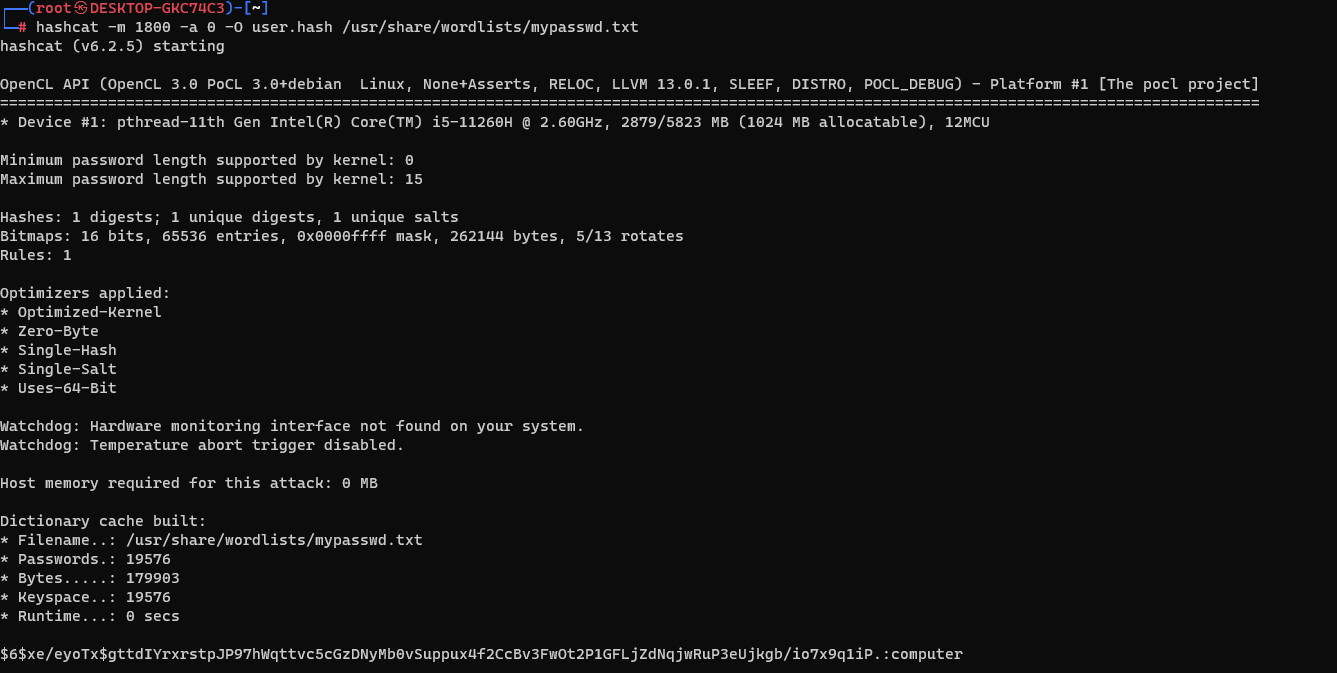 ┌──(root㉿DESKTOP-GKC74C3)-[~]
└─# hashcat -m 1800 -a 0 -O user.hash /usr/share/wordlists/mypasswd.txt
hashcat (v6.2.5) starting
OpenCL API (OpenCL 3.0 PoCL 3.0+debian  Linux, None+Asserts, RELOC, LLVM 13.0.1, SLEEF, DISTRO, POCL_DEBUG) - Platform #1 [The pocl project]
============================================================================================================================================
* Device #1: pthread-11th Gen Intel(R) Core(TM) i5-11260H @ 2.60GHz, 2879/5823 MB (1024 MB allocatable), 12MCU
Minimum password length supported by kernel: 0
Maximum password length supported by kernel: 15
Hashes: 1 digests; 1 unique digests, 1 unique salts
Bitmaps: 16 bits, 65536 entries, 0x0000ffff mask, 262144 bytes, 5/13 rotates
Rules: 1
Optimizers applied:
* Optimized-Kernel
* Zero-Byte
* Single-Hash
* Single-Salt
* Uses-64-Bit
Watchdog: Hardware monitoring interface not found on your system.
Watchdog: Temperature abort trigger disabled.
Host memory required for this attack: 0 MB
Dictionary cache built:
* Filename..: /usr/share/wordlists/mypasswd.txt
* Passwords.: 19576
* Bytes.....: 179903
* Keyspace..: 19576
* Runtime...: 0 secs
$6$xe/eyoTx$gttdIYrxrstpJP97hWqttvc5cGzDNyMb0vSuppux4f2CcBv3FwOt2P1GFLjZdNqjwRuP3eUjkgb/io7x9q1iP.:computer